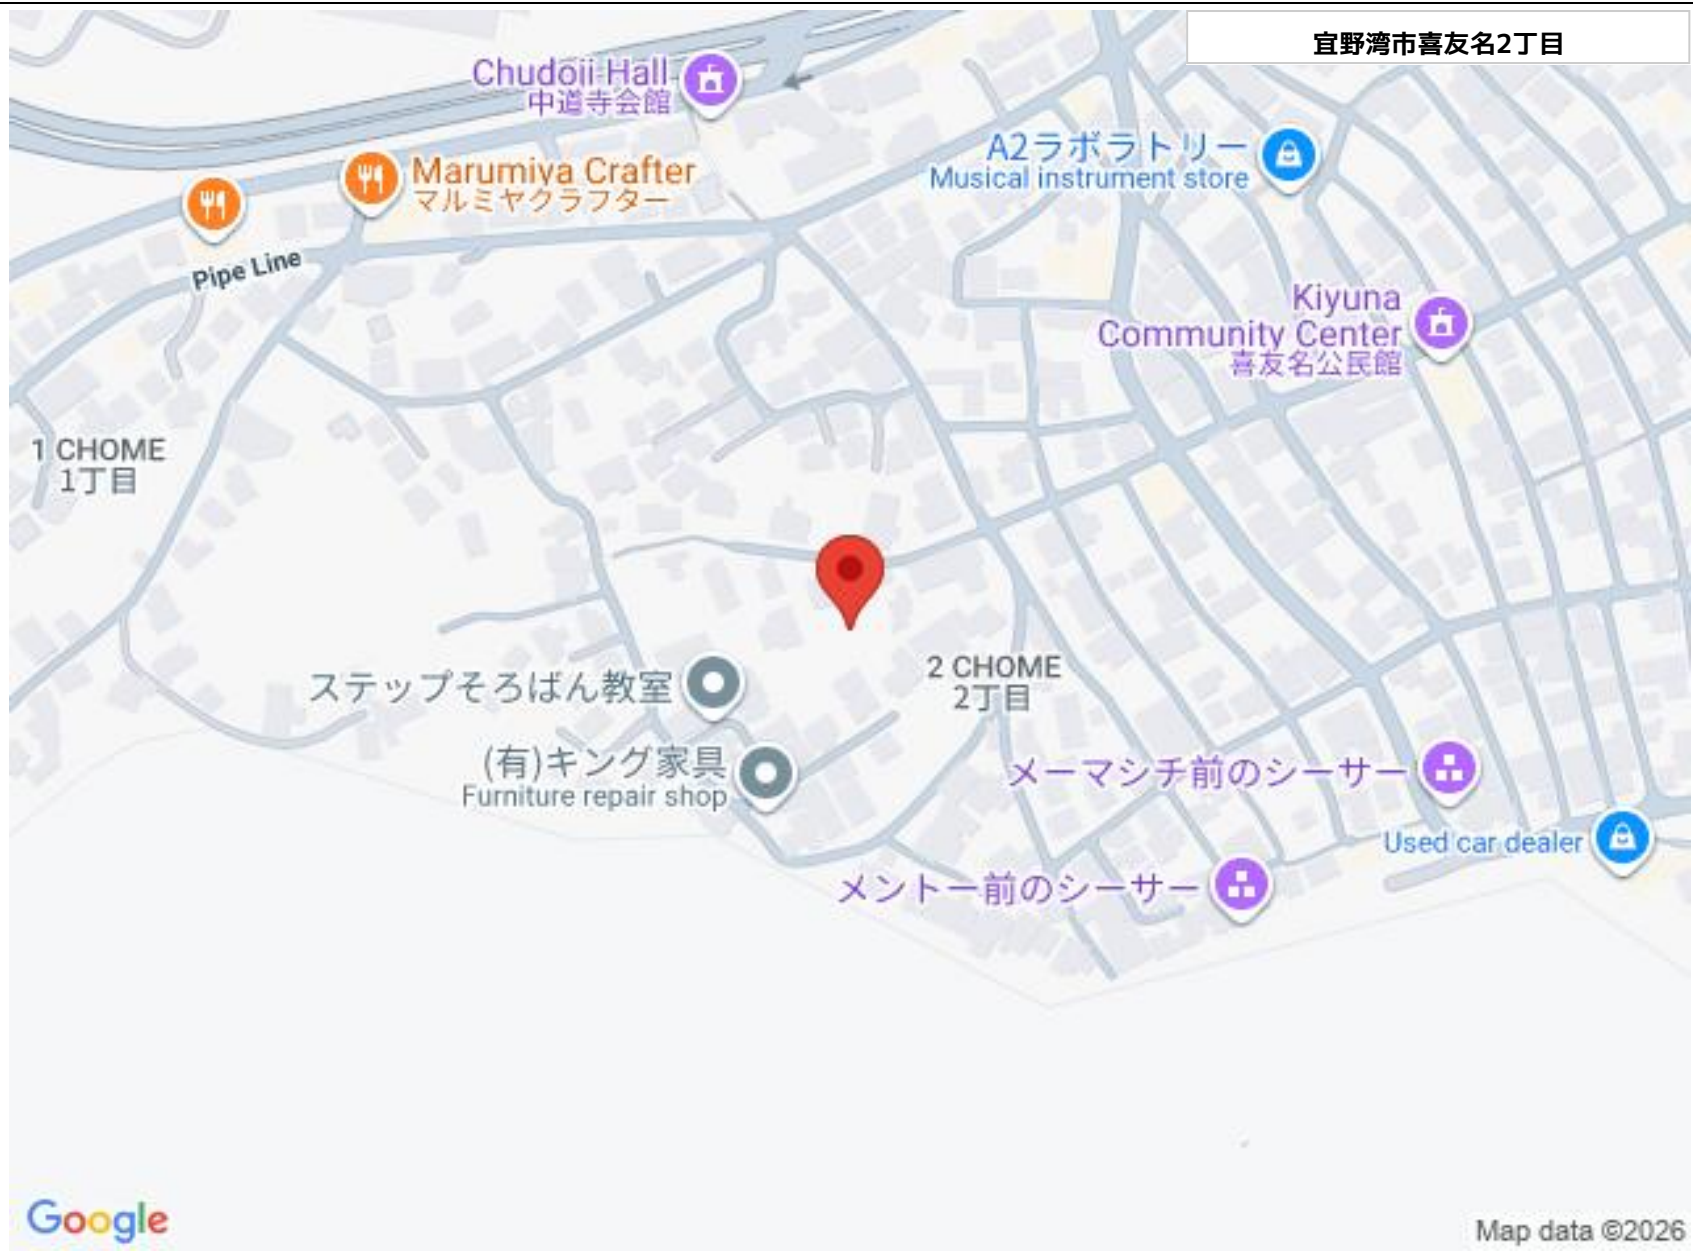 宜野湾市喜友名2丁目
Chudoji Hall
中道寺会館
Marumiya Crafter
マルミヤクラフター
A2ラボラトリー
Musical instrument store
Pipe Line
Kiyuna
Community Center
喜友名公民館
1 CHOME
1丁目
ステップそろばん教室
2 CHOME
2丁目
(有)キング家具
Furniture repair shop
メーマシチ前のシーサー
Used car dealer
メントー前のシーサー
Google
Map data ©2026